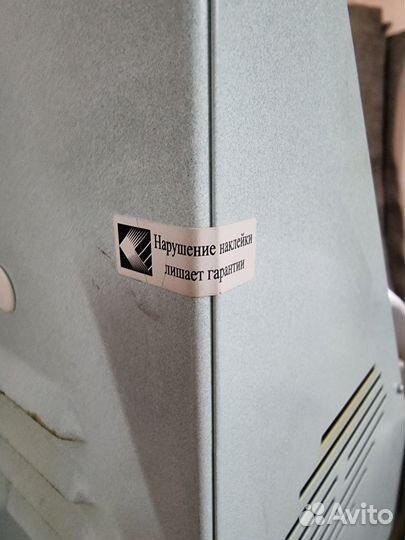 Нарушение наклейки
лишает гарантии
Avito